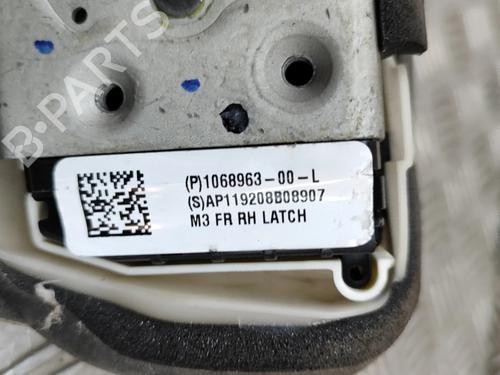 B-PARTS
(P)1068963-00-L
(S)AP119208B08907
M3 FR RH LATCH